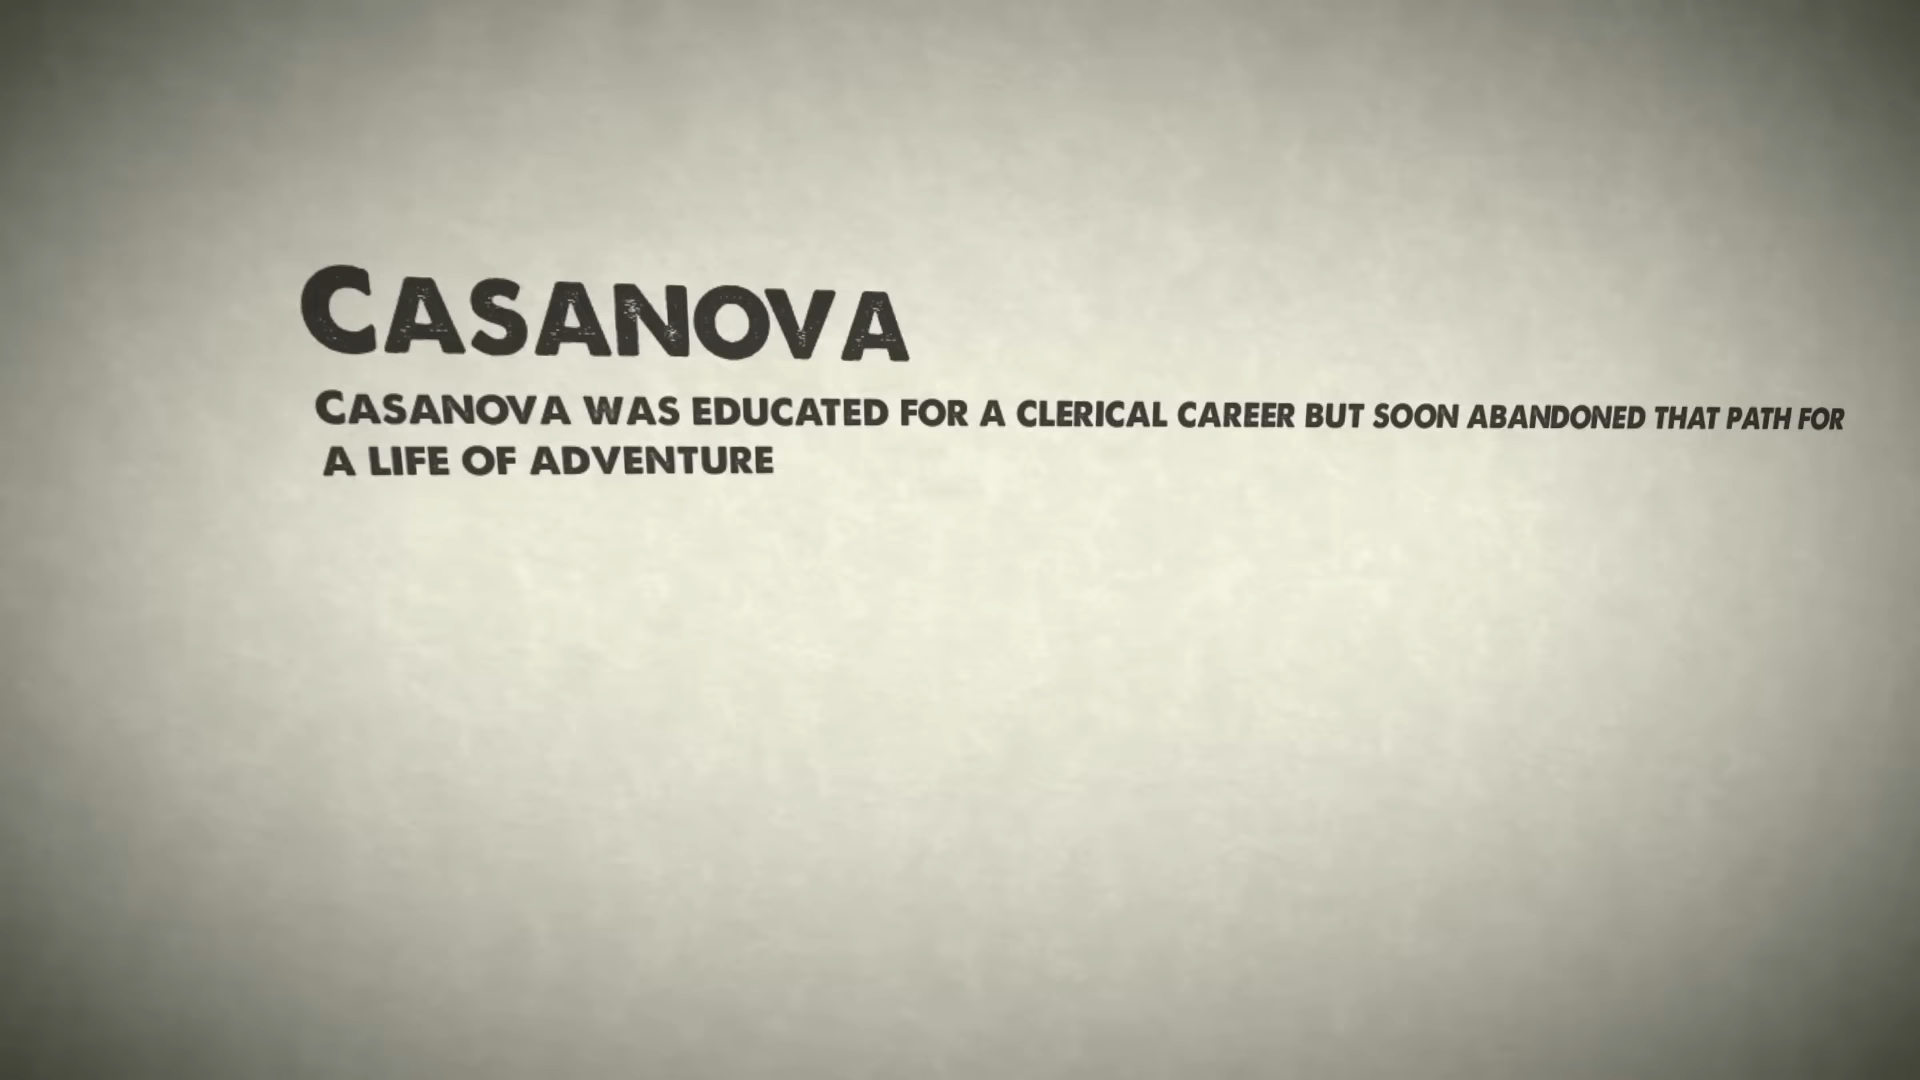 Casanova
Casanova was educated for a clerical career but soon abandoned that path for
a life of adventure